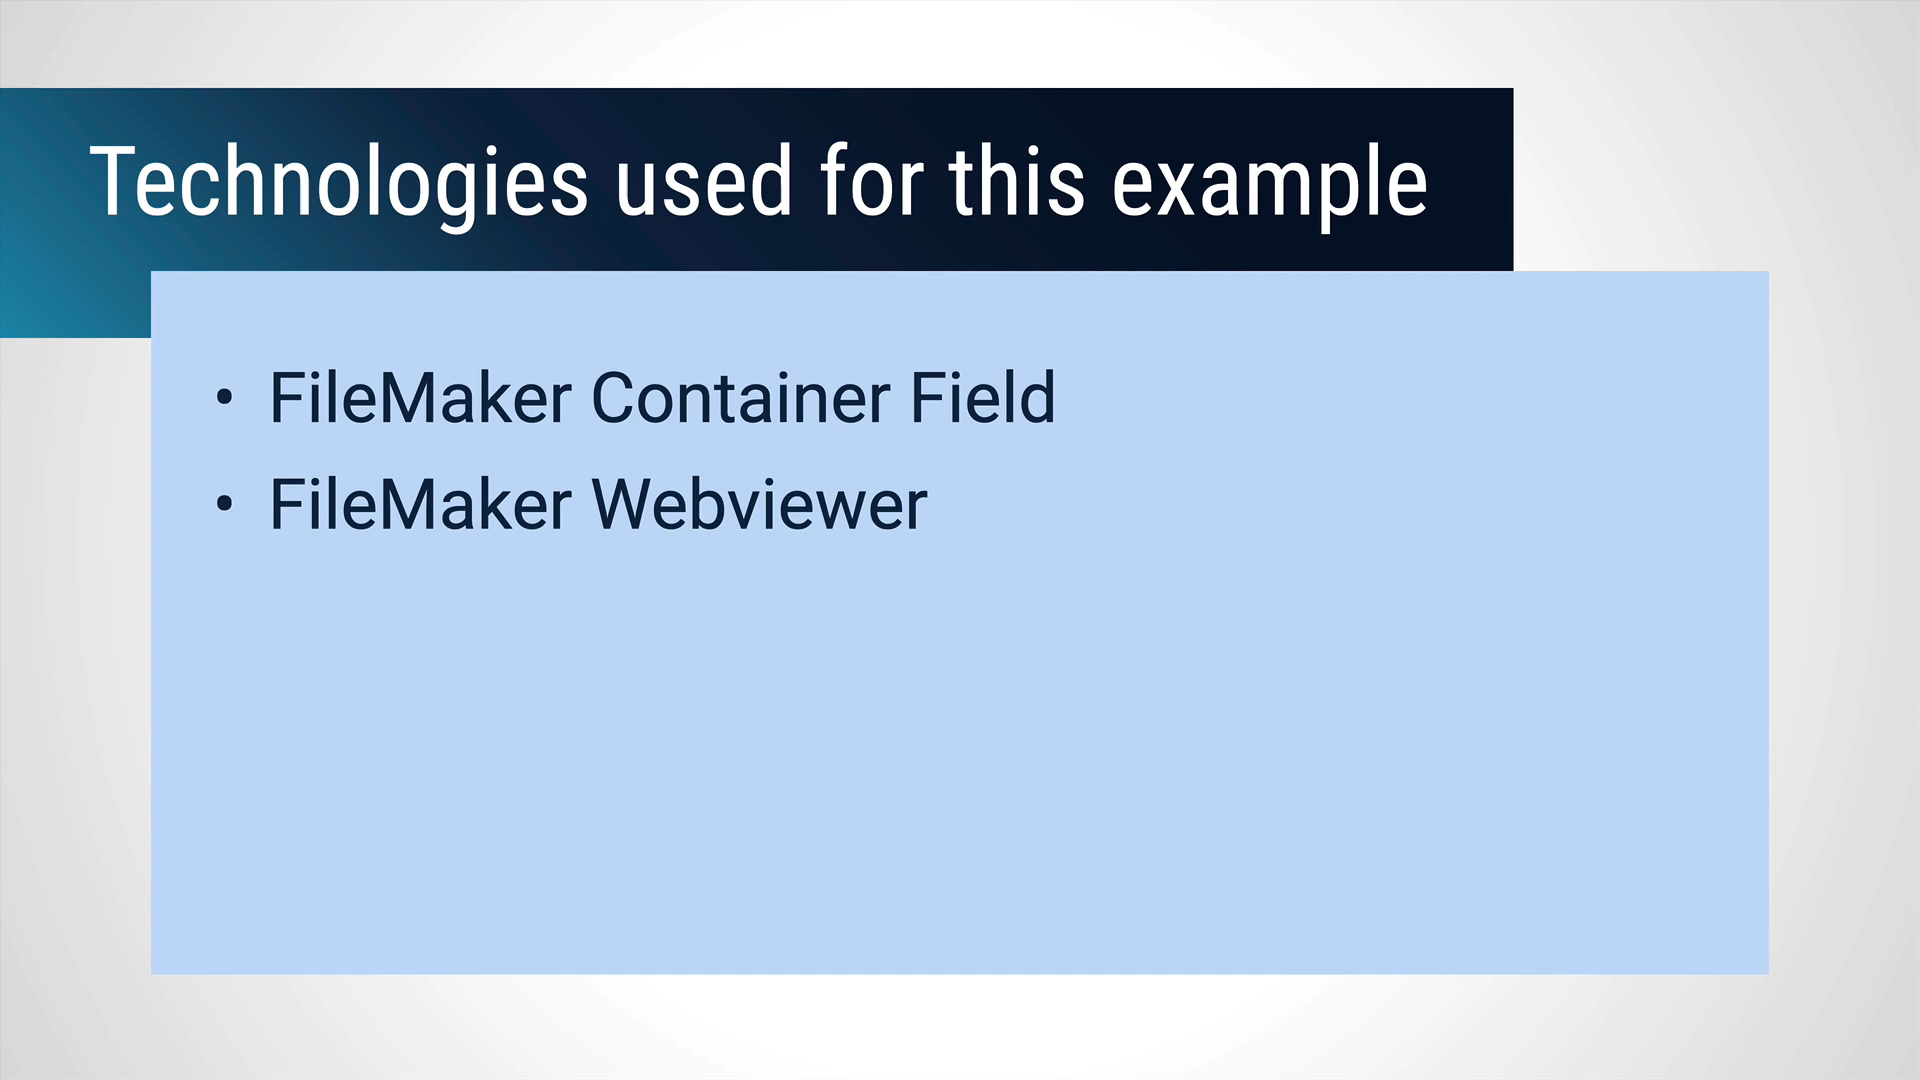 Technologies used for this example
• FileMaker Container Field
• FileMaker Webviewer